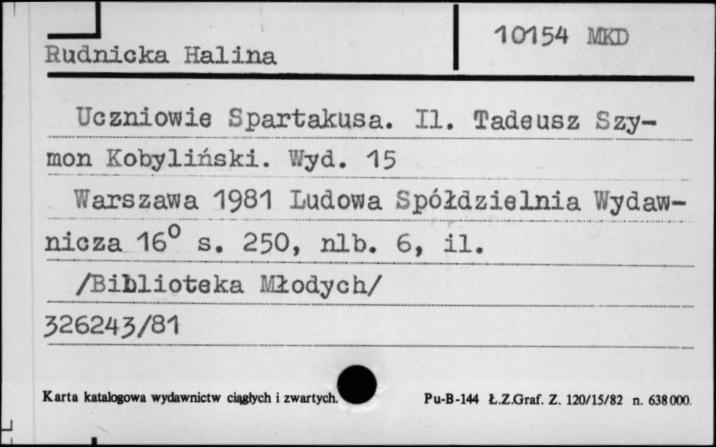 10154 MKD
Rudnicka Halina
Uczniowie Spartakusa. Il. Tadeusz Szy-
mon Kobyliński. Wyd. 15
Warszawa 1981 Ludowa Spółdzielnia Wydaw-
nicza 16° s. 250, nlb. 6, il.
/Biblioteka Młodych/
326243/81
Karta katalogowa wydawnictw ciągłych i zwartych. Pu-B-144 Ł.Z.Graf. Z. 120/15/82 n. 638000.